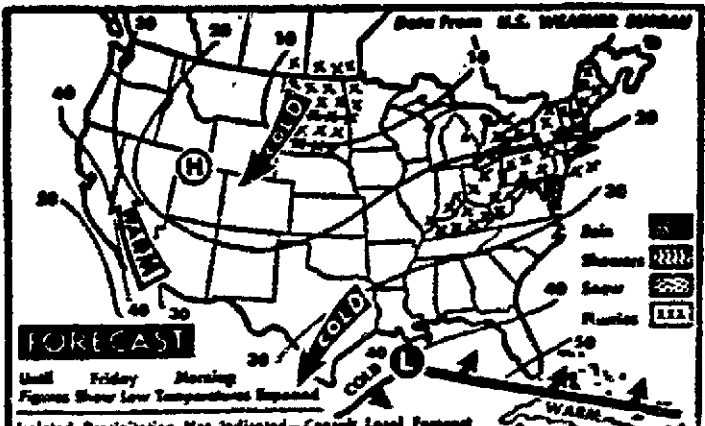 Data From U.S. WEATHER BUREAU
30
20
10
10
20
40
COLD
H
30
WARM
Rain
Showers
Snow
Flurries
40
40
30
COLD
FORECAST
30
40
L
50
COLD
Until Friday Morning
Figures Show Low Temperatures Expected
WARM
Isolated Precipitation Not Indicated—Consult Local Forecast